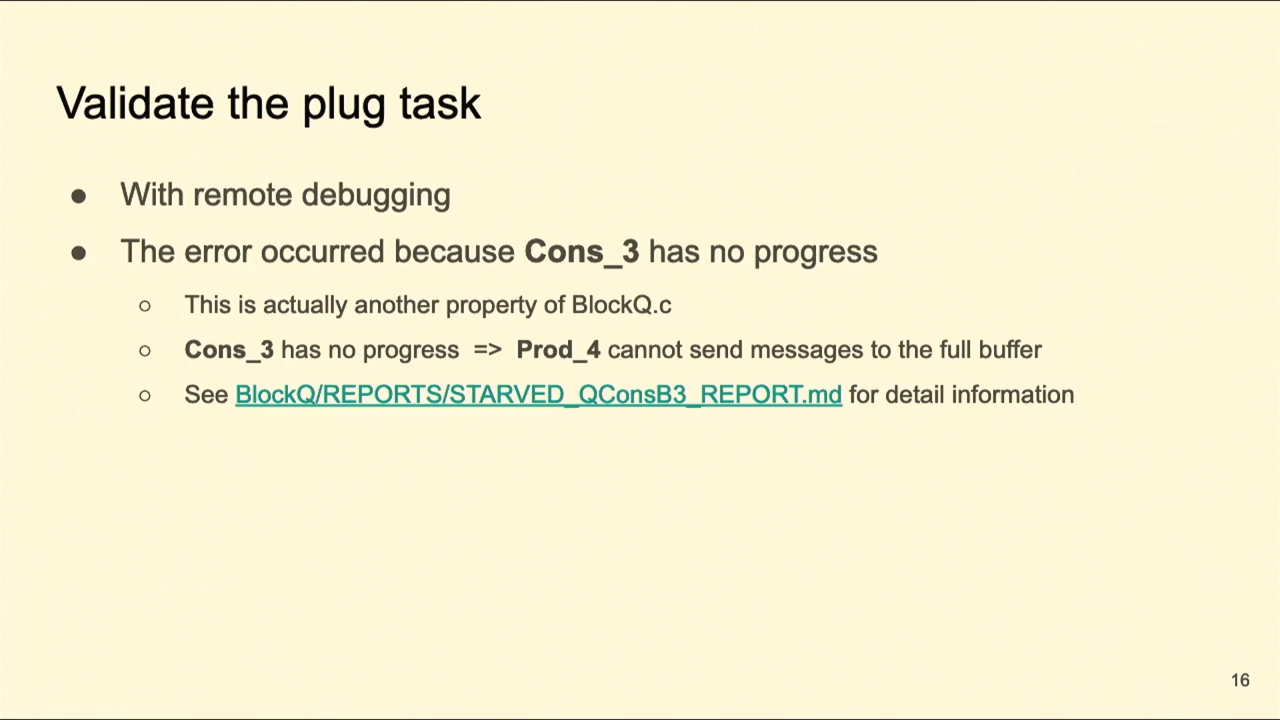 Validate the plug task
● With remote debugging
● The error occurred because Cons_3 has no progress
○ This is actually another property of BlockQ.c
○ Cons_3 has no progress => Prod_4 cannot send messages to the full buffer
○ See BlockQ/REPORTS/STARVED_QConsB3_REPORT.md for detail information
16